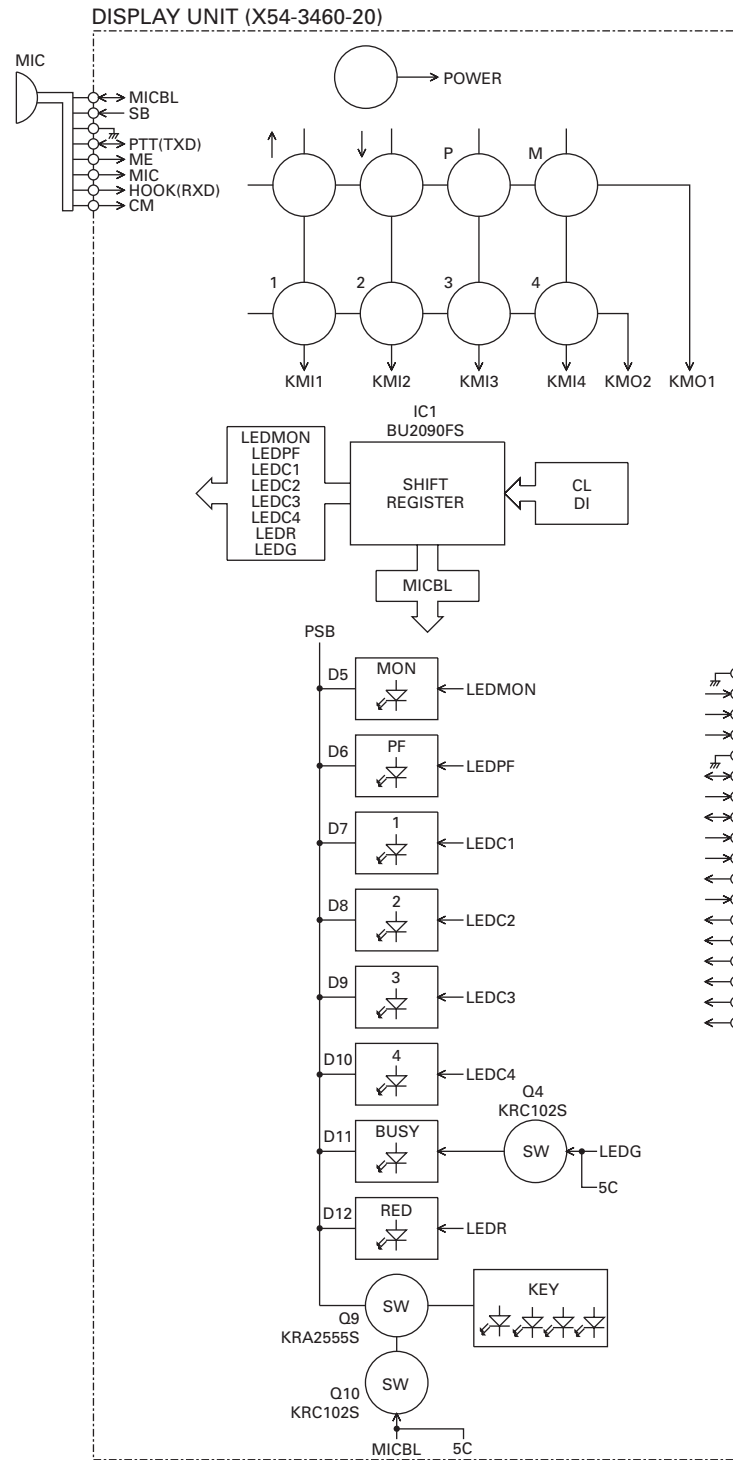 DISPLAY UNIT (X54-3460-20)
MIC
MICBL
SB
PTT(TXD)
ME
MIC
HOOK(RXD)
CM
POWER
P
M
1
2
3
4
KMI1
KMI2
KMI3
KMI4
KMO2
KMO1
IC1
BU2090FS
LEDMON
LEDPF
LEDC1
LEDC2
LEDC3
LEDC4
LEDR
LEDG
SHIFT
REGISTER
CL
DI
MICBL
PSB
D5
MON
LEDMON
D6
PF
LEDPF
D7
1
LEDC1
D8
2
LEDC2
D9
3
LEDC3
D10
4
LEDC4
Q4
KRC102S
D11
BUSY
SW
LEDG
5C
D12
RED
LEDR
KEY
SW
Q9
KRA2555S
SW
Q10
KRC102S
MICBL
5C